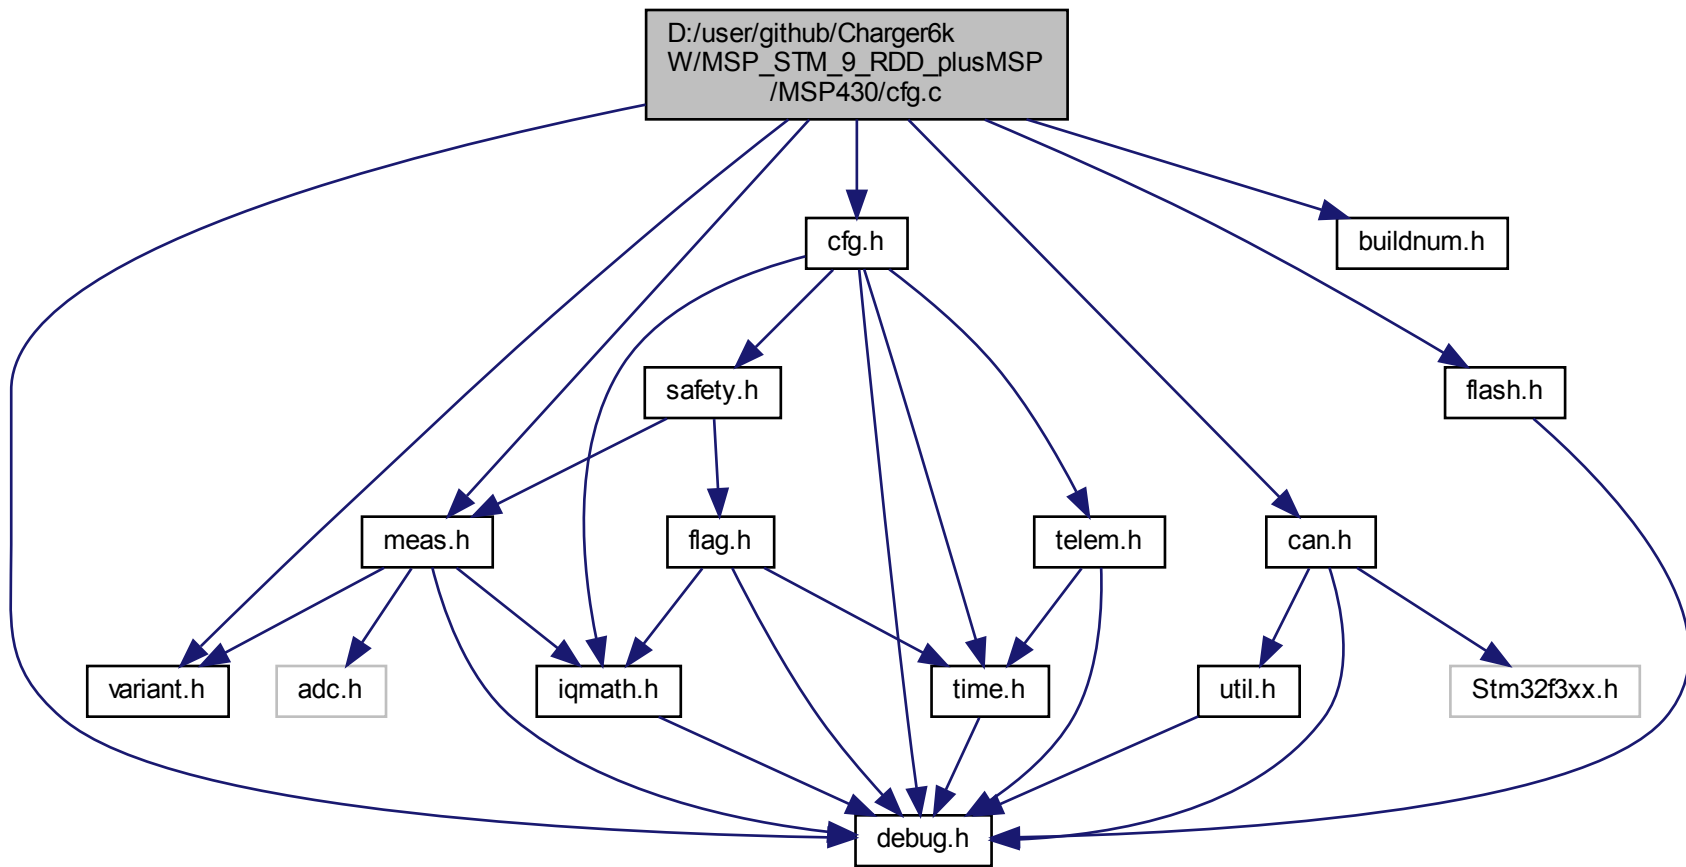 D:/user/github/Charger6k
W/MSP_STM_9_RDD_plusMSP
/MSP430/cfg.c
cfg.h
buildnum.h
safety.h
flash.h
meas.h
flag.h
telem.h
can.h
variant.h
adc.h
iqmath.h
time.h
util.h
Stm32f3xx.h
debug.h